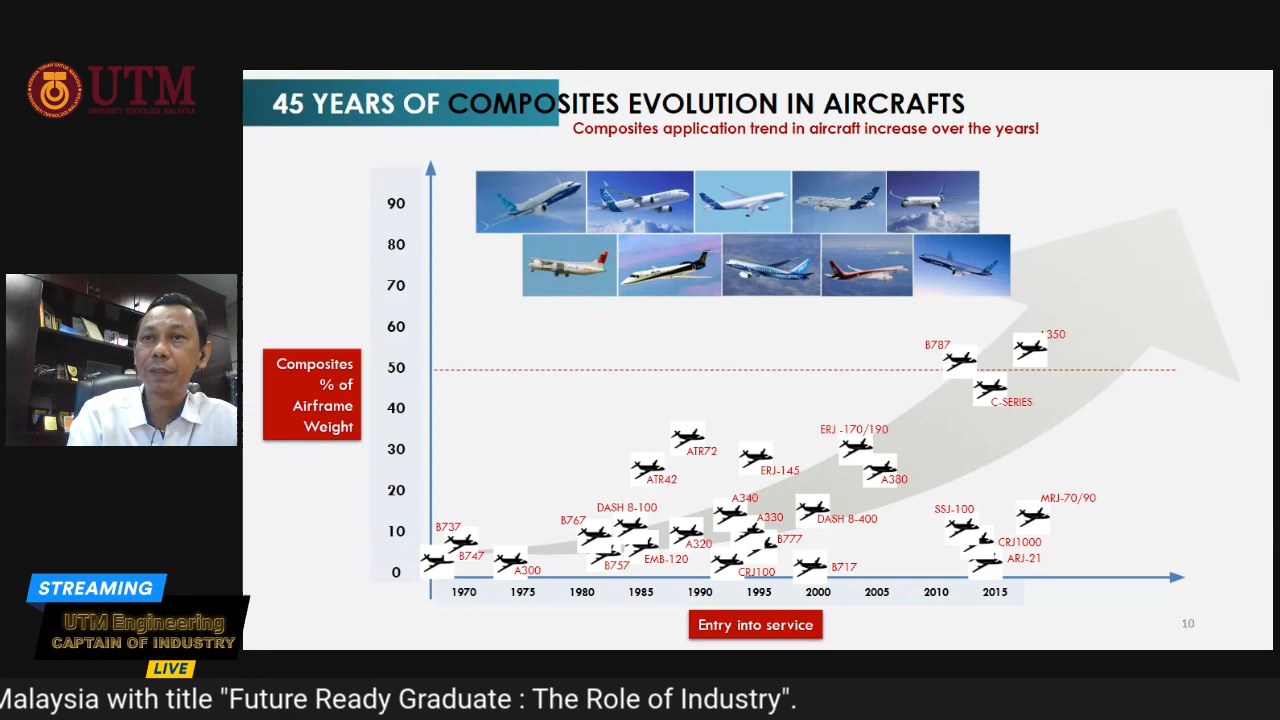 UTM
UNIVERSITI TEKNOLOGI MALAYSIA
45 YEARS OF COMPOSITES EVOLUTION IN AIRCRAFTS
Composites application trend in aircraft increase over the years!
90
80
70
60
50
40
30
20
10
0
Composites
% of
Airframe
Weight
A350
B787
C-SERIES
ERJ -170/190
ATR72
ERJ-145
ATR42
A380
A340
MRJ-70/90
DASH 8-100
SSJ-100
B767
A330
DASH 8-400
B737
B777
A320
CRJ1000
B747
EMB-120
ARJ-21
B757
A300
CRJ100
B717
1970 1975 1980 1985 1990 1995 2000 2005 2010 2015
Entry into service
10
STREAMING
UTM Engineering
CAPTAIN OF INDUSTRY
LIVE
Malaysia with title "Future Ready Graduate : The Role of Industry".